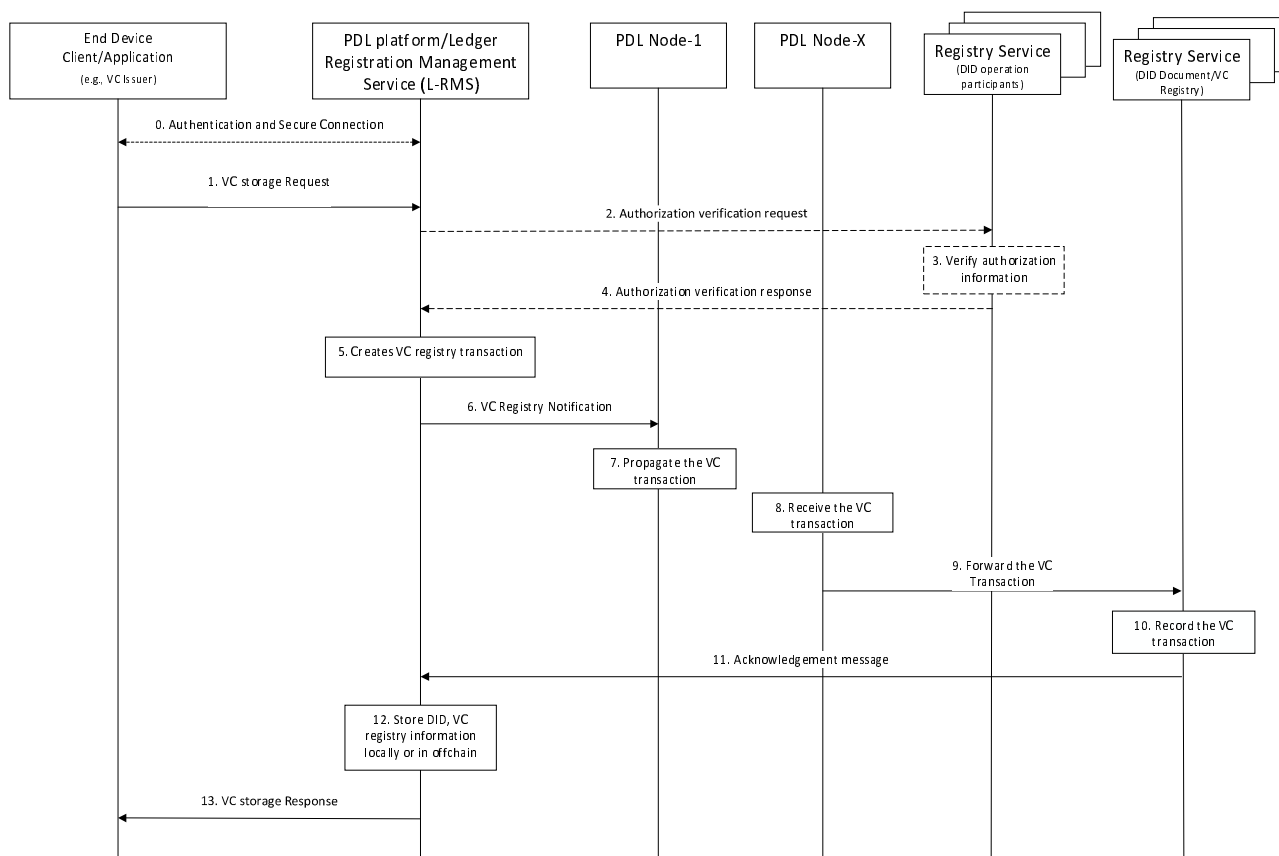 End Device
Client/Application
(e.g., VC Issuer)
PDL platform/Ledger
Registration Management
Service (L-RMS)
PDL Node-1
PDL Node-X
Registry Service
(DID operation
participants)
Registry Service
(DID Document/VC
Registry)
0. Authentication and Secure Connection
1. VC storage Request
2. Authorization verification request
3. Verify authorization
information
4. Authorization verification response
5. Creates VC registry transaction
6. VC Registry Notification
7. Propagate the VC
transaction
8. Receive the VC
transaction
9. Forward the VC
Transaction
10. Record the VC
transaction
11. Acknowledgement message
12. Store DID, VC
registry information
locally or in offchain
13. VC storage Response